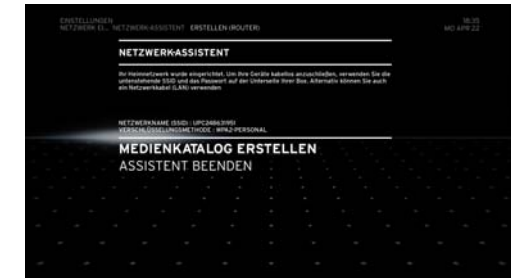 EINSTELLUNGEN
NETZWERK EI... NETZWERK-ASSISTENT ERSTELLEN (ROUTER)
18:35
MO APR 22
NETZWERK-ASSISTENT
Ihr Heimnetzwerk wurde eingerichtet. Um Ihre Geräte kabellos anzuschließen, verwenden Sie die
untenstehende SSID und das Passwort auf der Unterseite Ihrer Box. Alternativ können Sie auch
ein Netzwerkkabel (LAN) verwenden
NETZWERKNAME (SSID) : UPC248631951
VERSCHLÜSSELUNGSMETHODE : WPA2-PERSONAL
MEDIENKATALOG ERSTELLEN
ASSISTENT BEENDEN